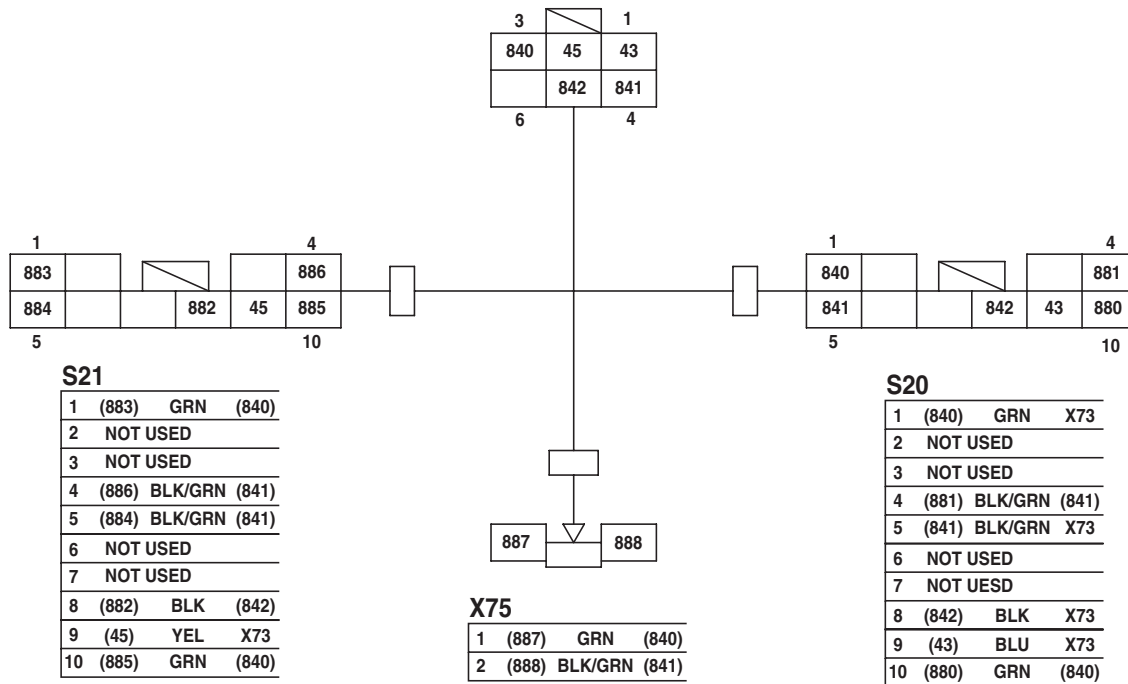 3 1
840 45 43
842 841
6 4
1 4
883 886
884 882 45 885
5 10
1 4
840 881
841 842 43 880
5 10
S21
1 (883) GRN (840)
2 NOT USED
3 NOT USED
4 (886) BLK/GRN (841)
5 (884) BLK/GRN (841)
6 NOT USED
7 NOT USED
8 (882) BLK (842)
9 (45) YEL X73
10 (885) GRN (840)
887 888
X75
1 (887) GRN (840)
2 (888) BLK/GRN (841)
S20
1 (840) GRN X73
2 NOT USED
3 NOT USED
4 (881) BLK/GRN (841)
5 (841) BLK/GRN X73
6 NOT USED
7 NOT UESD
8 (842) BLK X73
9 (43) BLU X73
10 (880) GRN (840)